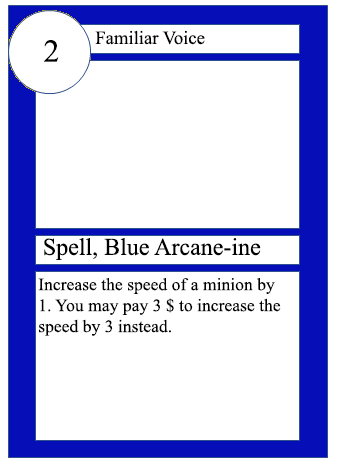 2
Familiar Voice
Spell, Blue Arcane-ine
Increase the speed of a minion by
1. You may pay 3 $ to increase the
speed by 3 instead.